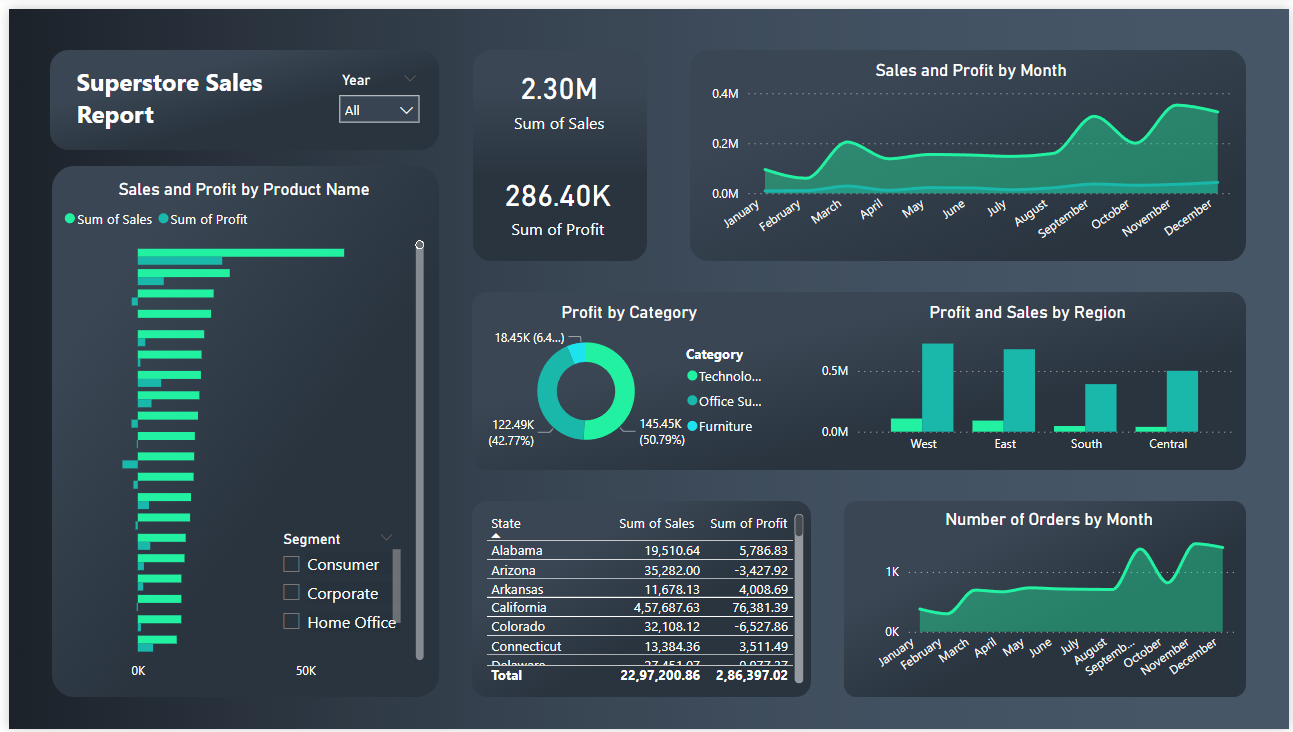 Superstore Sales
Report
Year
All
2.30M
Sum of Sales
286.40K
Sum of Profit
Sales and Profit by Month
0.4M
0.2M
0.0M
January
February
March
April
May
June
July
August
September
October
November
December
Sales and Profit by Product Name
Sum of Sales
Sum of Profit
0K
50K
Segment
Consumer
Corporate
Home Office
Profit by Category
18.45K (6.4...)
122.49K
(42.77%)
145.45K
(50.79%)
Category
Technolo...
Office Su...
Furniture
Profit and Sales by Region
0.5M
0.0M
West
East
South
Central
State Sum of Sales Sum of Profit
Alabama 19,510.64 5,786.83
Arizona 35,282.00 -3,427.92
Arkansas 11,678.13 4,008.69
California 4,57,687.63 76,381.39
Colorado 32,108.12 -6,527.86
Connecticut 13,384.36 3,511.49
Delaware 27,451.07 9,977.37
Total 22,97,200.86 2,86,397.02
Number of Orders by Month
1K
0K
January
February
March
April
May
June
July
August
Septemb...
October
November
December